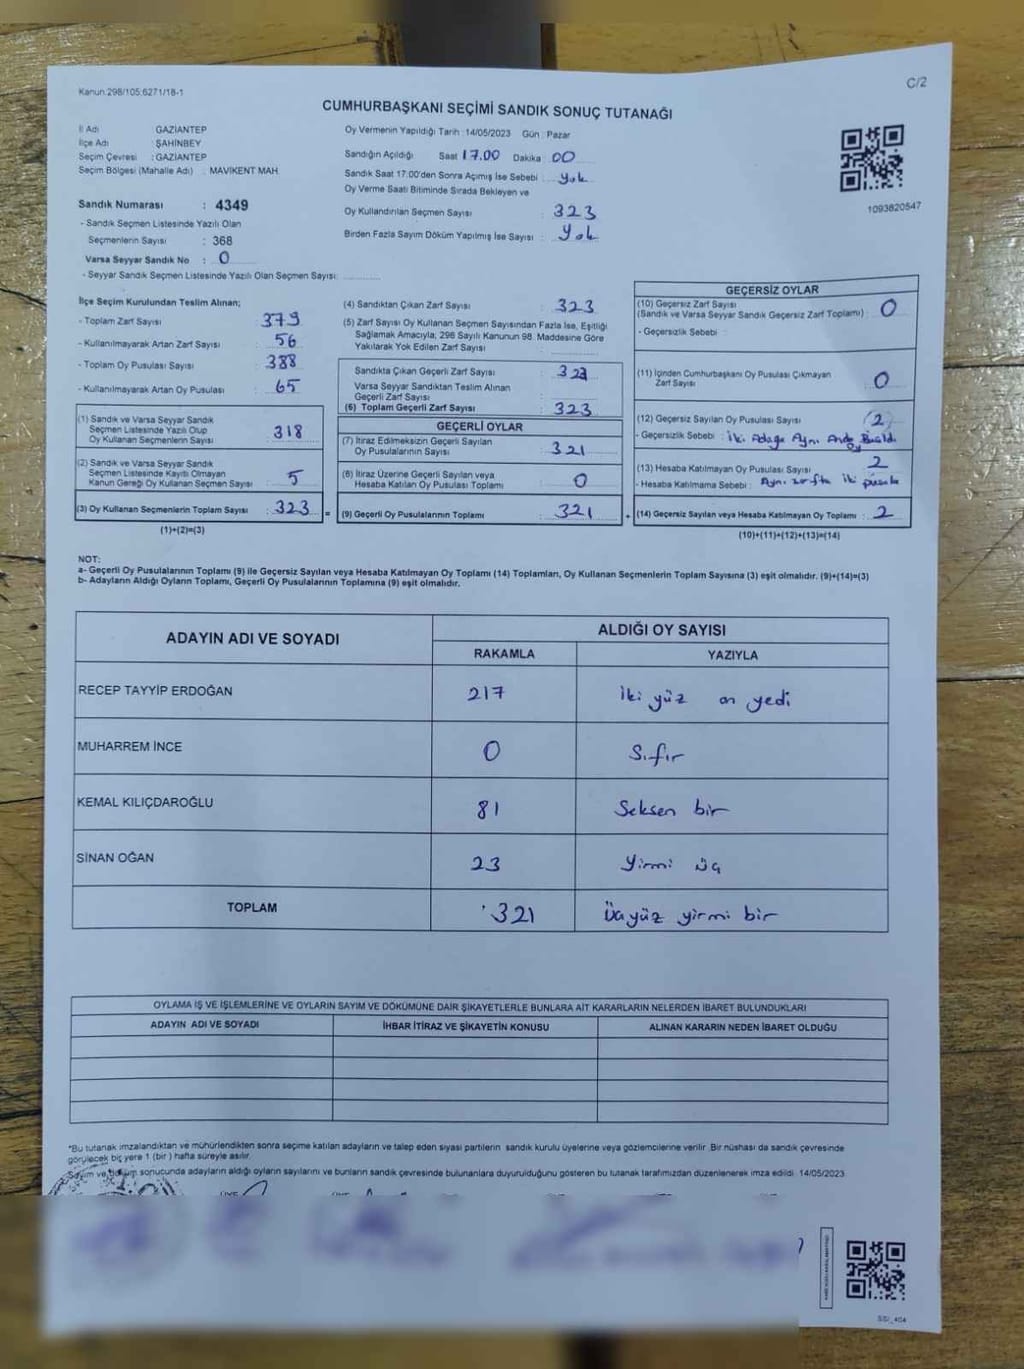 Kanun.298/105;6271/18-1
C/2
CUMHURBAŞKANI SEÇİMİ SANDIK SONUÇ TUTANAĞI
İl Adı GAZİANTEP
İlçe Adı ŞAHİNBEY
Seçim Çevresi : GAZİANTEP
Seçim Bölgesi (Mahalle Adı) : MAVİKENT MAH.
Sandık Numarası : 4349
- Sandık Seçmen Listesinde Yazılı Olan
Seçmenlerin Sayısı : 368
Varsa Seyyar Sandık No : 0
- Seyyar Sandık Seçmen Listesinde Yazılı Olan Seçmen Sayısı:
Oy Vermenin Yapıldığı Tarih : 14/05/2023 Gün : Pazar
Sandığın Açıldığı Saat 17.00 Dakika 00
Sandık Saat 17:00'den Sonra Açımış İse Sebebi : Yok
Oy Verme Saati Bitiminde Sırada Bekleyen ve
Oy Kullandırılan Seçmen Sayısı : 323
Birden Fazla Sayım Döküm Yapılmış İse Sayısı : Yok
1093820547
İlçe Seçim Kurulundan Teslim Alınan;
- Toplam Zarf Sayısı : 379
- Kullanılmayarak Artan Zarf Sayısı : 56
- Toplam Oy Pusulası Sayısı : 388
- Kullanılmayarak Artan Oy Pusulası : 65
(1) Sandık ve Varsa Seyyar Sandık
Seçmen Listesinde Yazılı Olup
Oy Kullanan Seçmenlerin Sayısı : 318
(2) Sandık ve Varsa Seyyar Sandık
Seçmen Listesinde Kayıtlı Olmayan
Kanun Gereği Oy Kullanan Seçmen Sayısı : 5
(3) Oy Kullanan Seçmenlerin Toplam Sayısı : 323 =
(1)+(2)=(3)
(4) Sandıktan Çıkan Zarf Sayısı : 323
(5) Zarf Sayısı Oy Kullanan Seçmen Sayısından Fazla İse, Eşitliği
Sağlamak Amacıyla, 298 Sayılı Kanunun 98. Maddesine Göre
Yakılarak Yok Edilen Zarf Sayısı :
Sandıkta Çıkan Geçerli Zarf Sayısı : 323
Varsa Seyyar Sandıktan Teslim Alınan
Geçerli Zarf Sayısı :
(6) Toplam Geçerli Zarf Sayısı : 323
GEÇERLİ OYLAR
(7) İtiraz Edilmeksizin Geçerli Sayılan
Oy Pusulalarının Sayısı : 321
(8) İtiraz Üzerine Geçerli Sayılan veya
Hesaba Katılan Oy Pusulası Toplamı : 0
(9) Geçerli Oy Pusulalarının Toplamı : 321 +
GEÇERSİZ OYLAR
(10) Geçersiz Zarf Sayısı
(Sandık ve Varsa Seyyar Sandık Geçersiz Zarf Toplamı) : 0
- Geçersizlik Sebebi :
(11) İçinden Cumhurbaşkanı Oy Pusulası Çıkmayan
Zarf Sayısı : 0
(12) Geçersiz Sayılan Oy Pusulası Sayısı : (2)
- Geçersizlik Sebebi : İki Adaya Aynı Anda Oy Basıldı
(13) Hesaba Katılmayan Oy Pusulası Sayısı : 2
- Hesaba Katılmama Sebebi : Aynı zarfta iki pusula
(14) Geçersiz Sayılan veya Hesaba Katılmayan Oy Toplamı : 2
(10)+(11)+(12)+(13)=(14)
NOT:
a- Geçerli Oy Pusulalarının Toplamı (9) ile Geçersiz Sayılan veya Hesaba Katılmayan Oy Toplamı (14) Toplamları, Oy Kullanan Seçmenlerin Toplam Sayısına (3) eşit olmalıdır. (9)+(14)=(3)
b- Adayların Aldığı Oyların Toplamı, Geçerli Oy Pusulalarının Toplamına (9) eşit olmalıdır.
ADAYIN ADI VE SOYADI
ALDIĞI OY SAYISI
RAKAMLA YAZIYLA
RECEP TAYYİP ERDOĞAN 217 iki yüz on yedi
MUHARREM İNCE 0 Sıfır
KEMAL KILIÇDAROĞLU 81 Seksen bir
SİNAN OĞAN 23 Yirmi üç
TOPLAM 321 Üçyüz yirmi bir
OYLAMA İŞ VE İŞLEMLERİNE VE OYLARIN SAYIM VE DÖKÜMÜNE DAİR ŞİKAYETLERLE BUNLARA AİT KARARLARIN NELERDEN İBARET BULUNDUKLARI
ADAYIN ADI VE SOYADI İHBAR İTİRAZ VE ŞİKAYETİN KONUSU ALINAN KARARIN NEDEN İBARET OLDUĞU
*Bu tutanak imzalandıktan ve mühürlendikten sonra seçime katılan adayların ve talep eden siyasi partilerin sandık kurulu üyelerine veya gözlemcilerine verilir. Bir nüshası da sandık çevresinde
görülecek bir yere 1 (bir) hafta süreyle asılır.
Sayım ve döküm sonucunda adayların aldığı oyların sayılarını ve bunların sandık çevresinde bulunanlara duyurulduğunu gösteren bu tutanak tarafımızdan düzenlenerek imza edildi. 14/05/2023